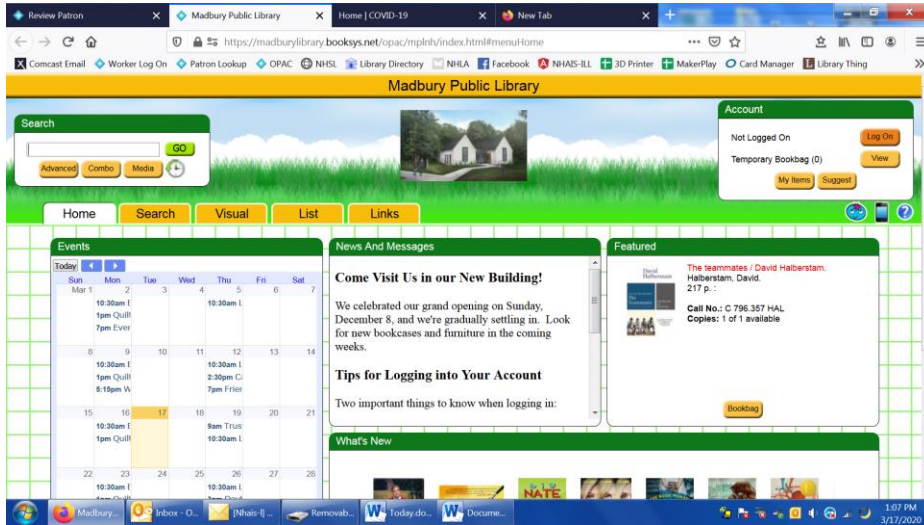 Review Patron
Madbury Public Library
Home | COVID-19
New Tab
https://madburylibrary.booksys.net/opac/mplnh/index.html#menuHome
Comcast Email Worker Log On Patron Lookup OPAC NHSL Library Directory NHLA Facebook NHAIS-ILL 3D Printer MakerPlay Card Manager Library Thing
Madbury Public Library
Search
GO
Advanced Combo Media
Account
Not Logged On Log On
Temporary Bookbag (0) View
My Items Suggest
Home Search Visual List Links
Events
Today
Sun Mon Tue Wed Thu Fri Sat
Mar 1 2 3 4 5 6 7
10:30am 10:30am L
1pm Quilt
7pm Ever
8 9 10 11 12 13 14
10:30am 10:30am L
1pm Quilt 2:30pm
5:15pm W 7pm Frier
15 16 17 18 19 20 21
10:30am 9am Trus
1pm Quilt 10:30am L
22 23 24 25 26 27 28
10:30am 10:30am L
News And Messages
Come Visit Us in our New Building!
We celebrated our grand opening on Sunday,
December 8, and we're gradually settling in. Look
for new bookcases and furniture in the coming
weeks.
Tips for Logging into Your Account
Two important things to know when logging in:
Featured
The teammates / David Halberstam.
Halberstam, David.
217 p. :
Call No.: C 796.357 HAL
Copies: 1 of 1 available
Bookbag
What's New
NATE
Madbury...
Inbox - O...
[Nhais-l] ...
Removab...
Today.do...
Docume...
1:07 PM
3/17/2020